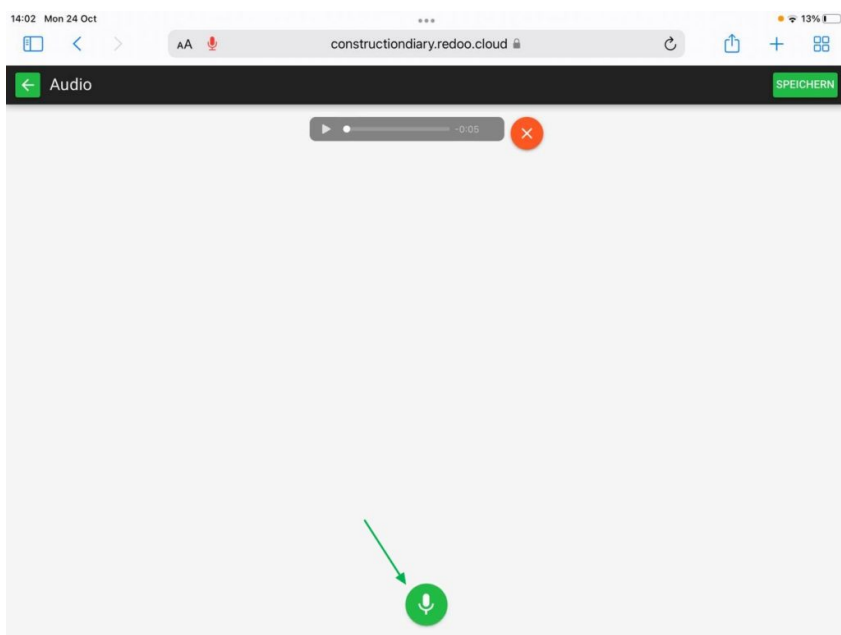 14:02 Mon 24 Oct
13%
AA
constructiondiary.redoo.cloud
Audio
SPEICHERN
-0:05